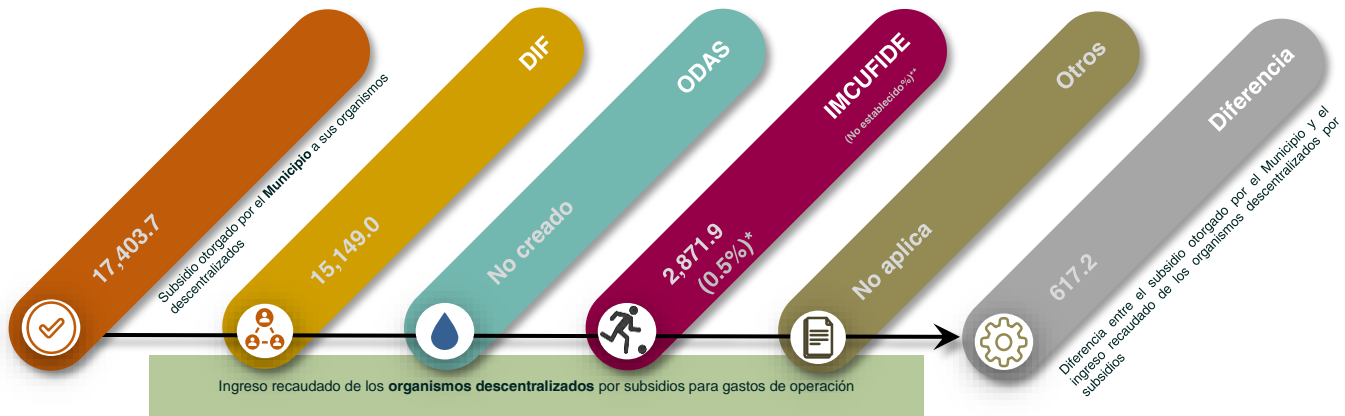 17,403.7
Subsidio otorgado por el Municipio a sus organismos
descentralizados
DIF
15,149.0
ODAS
No creado
IMCUFIDE
(No establecido%)**
2,871.9
(0.5%)*
Otros
No aplica
Diferencia
617.2
Diferencia entre el subsidio otorgado por el Municipio y el
ingreso recaudado de los organismos descentralizados por
subsidios
Ingreso recaudado de los organismos descentralizados por subsidios para gastos de operación